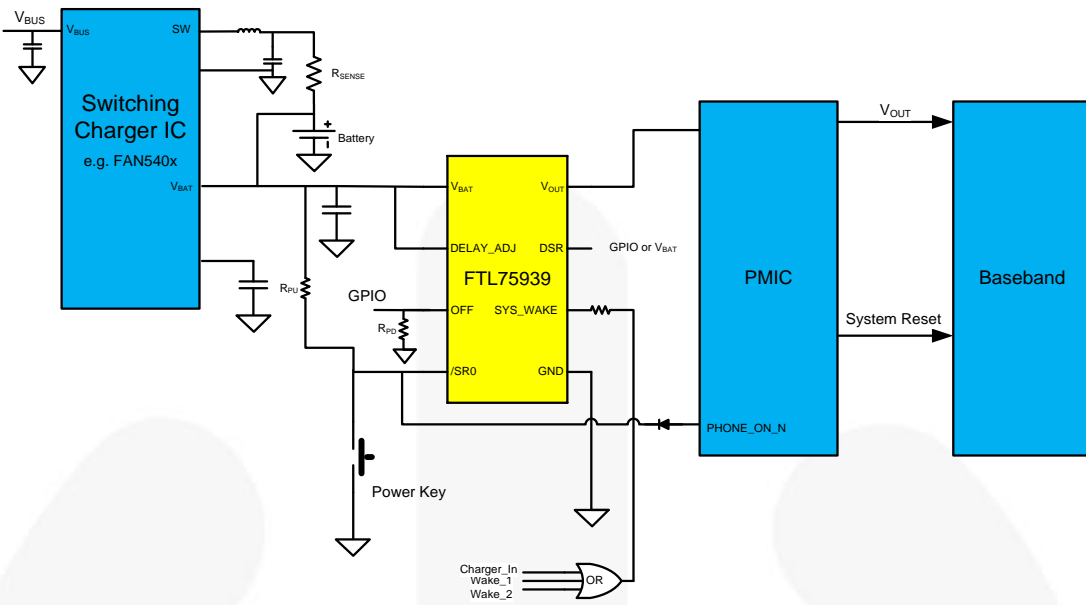 VBUS
VBUS
SW
RSENSE
Switching
Charger IC
e.g. FAN540x
+
-
Battery
VBAT
VBAT
VOUT
VOUT
DELAY_ADJ
DSR
GPIO or VBAT
FTL75939
PMIC
Baseband
RPU
GPIO
OFF
SYS_WAKE
System Reset
RPD
/SR0
GND
PHONE_ON_N
Power Key
Charger_In
Wake_1
Wake_2
OR